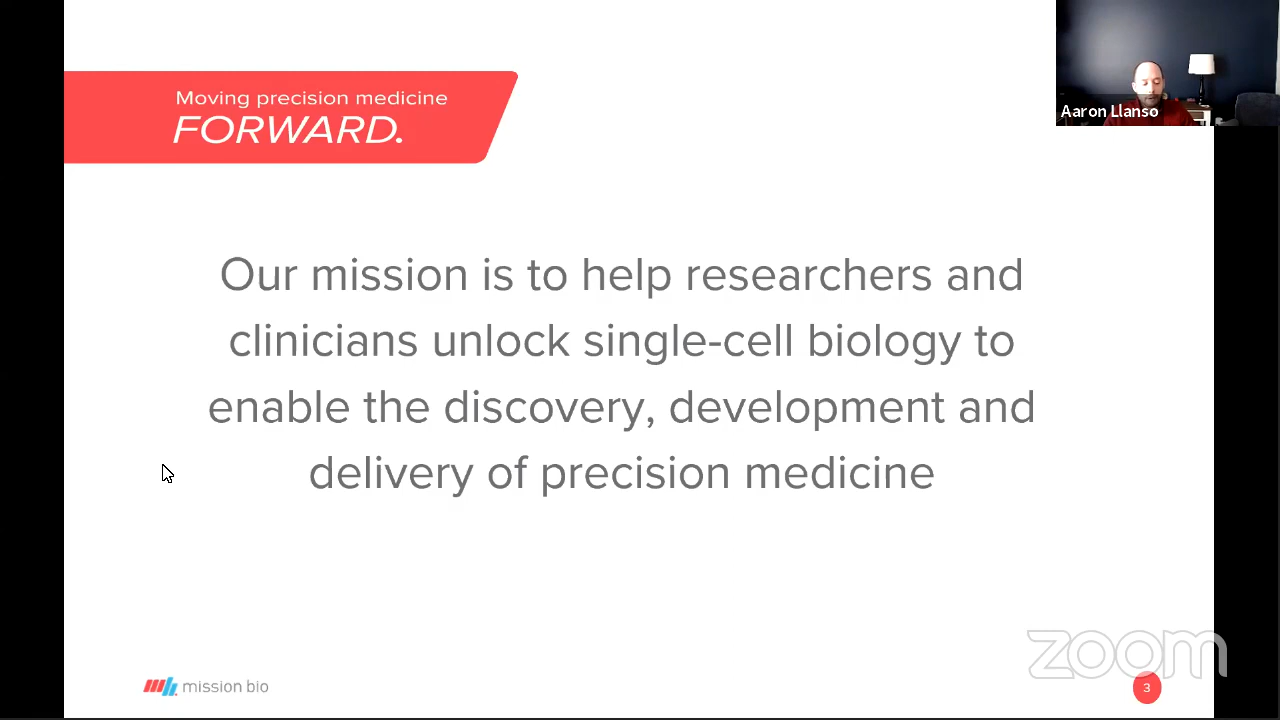 Moving precision medicine
FORWARD.
Aaron Llanso
Our mission is to help researchers and
clinicians unlock single-cell biology to
enable the discovery, development and
delivery of precision medicine
zoom
mission bio
3